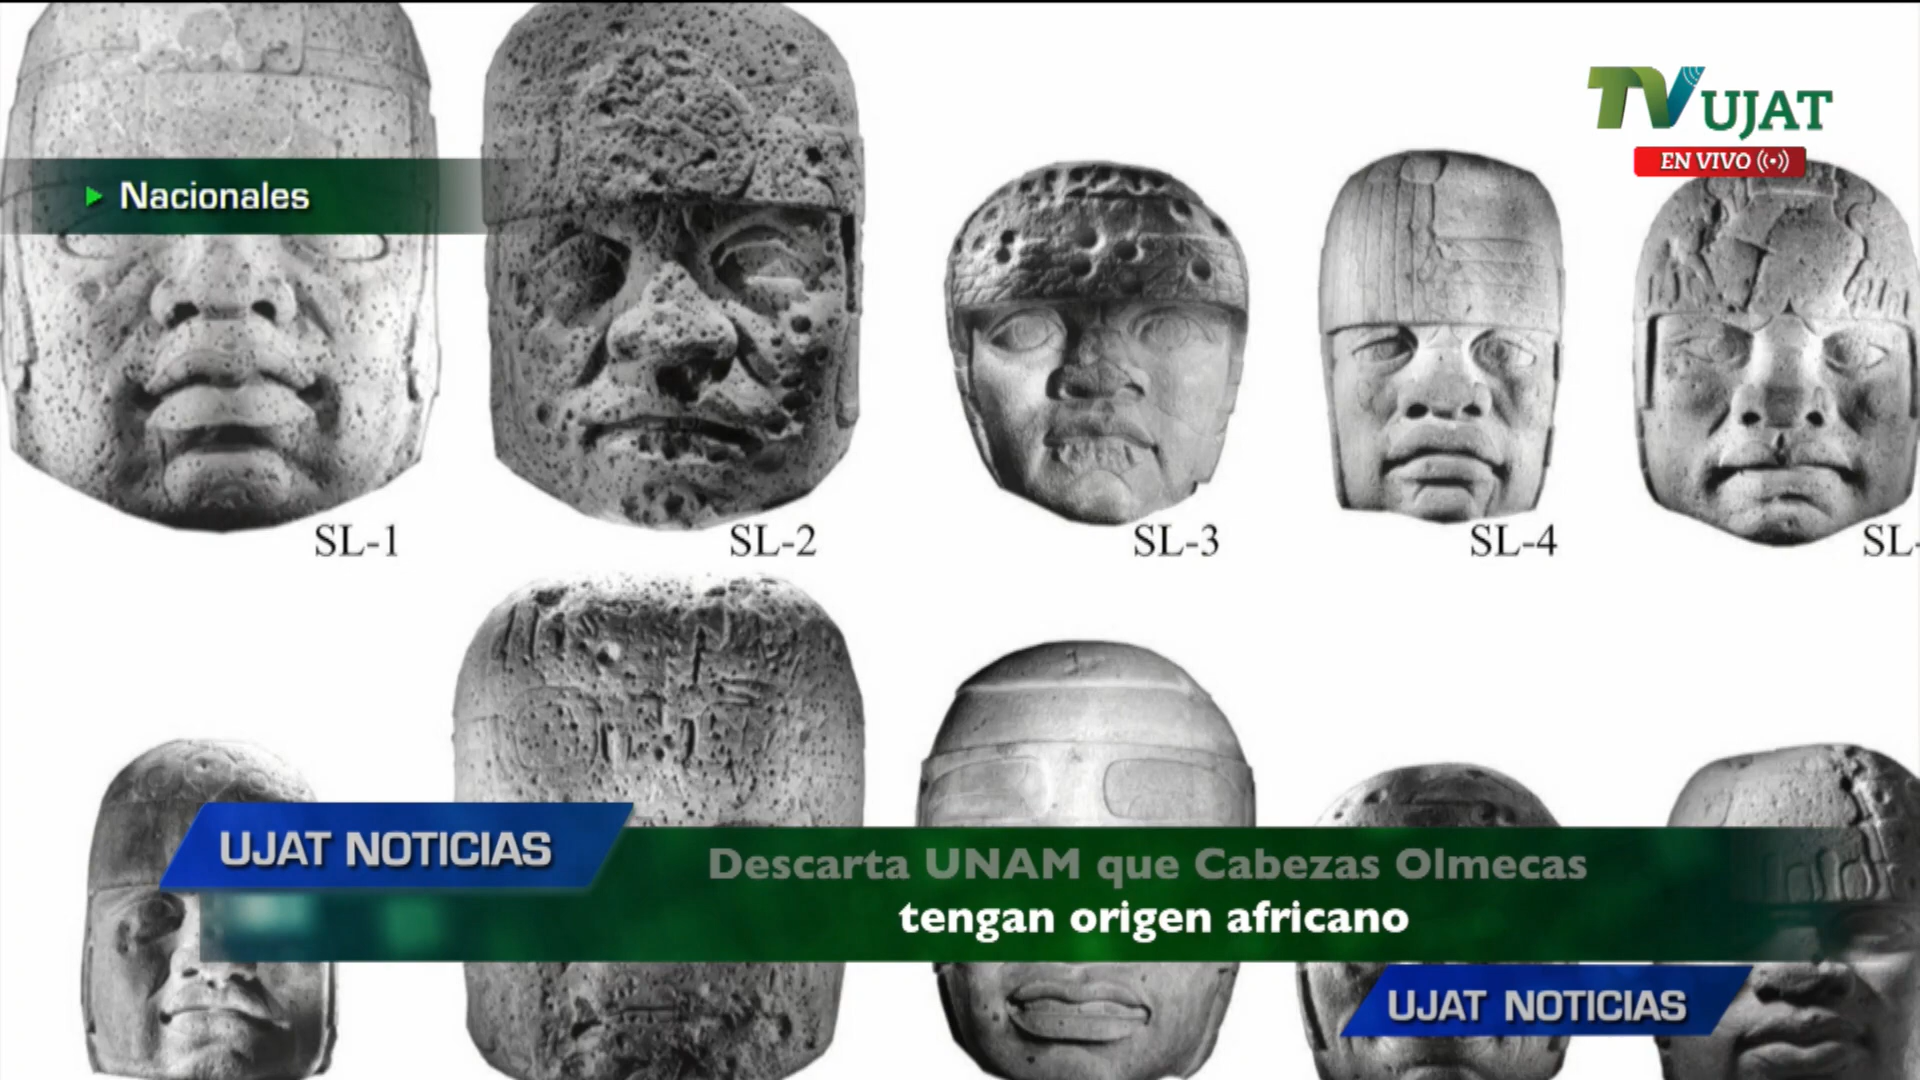 TV UJAT
EN VIVO
Nacionales
SL-1
SL-2
SL-3
SL-4
SL-
UJAT NOTICIAS
Descarta UNAM que Cabezas Olmecas
tengan origen africano
UJAT NOTICIAS